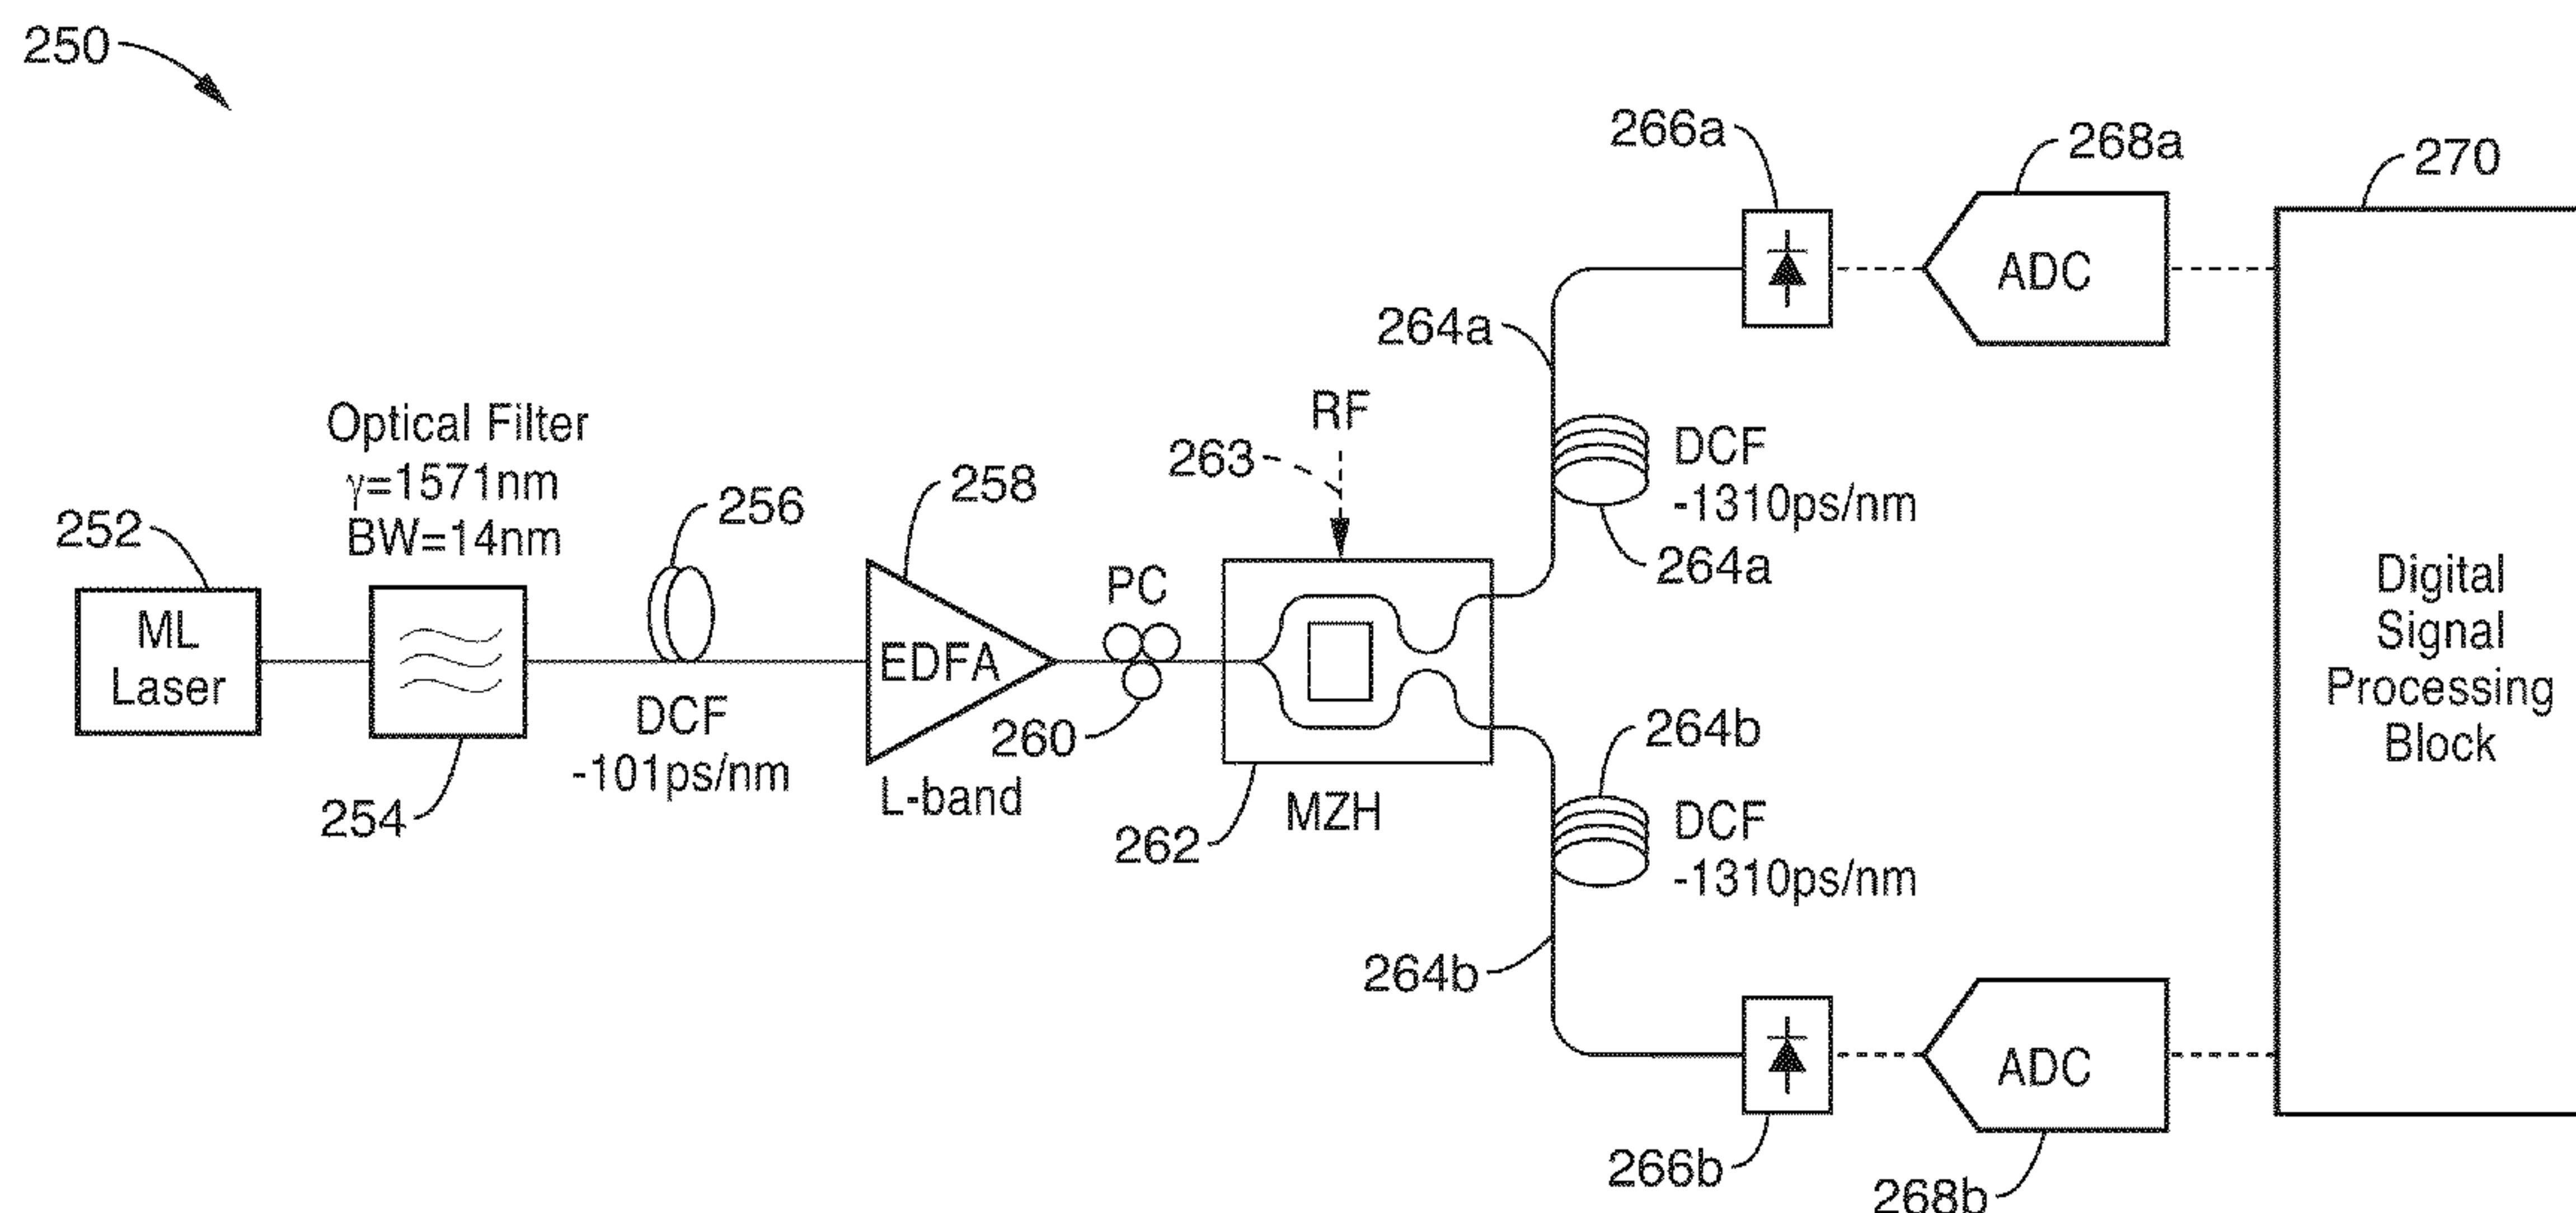 250
252
ML
Laser
Optical Filter
γ=1571nm
BW=14nm
254
256
DCF
-101ps/nm
258
EDFA
L-band
PC
260
RF
263
262
MZH
264a
DCF
-1310ps/nm
264a
264b
DCF
-1310ps/nm
264b
266a
268a
ADC
266b
ADC
268b
270
Digital
Signal
Processing
Block